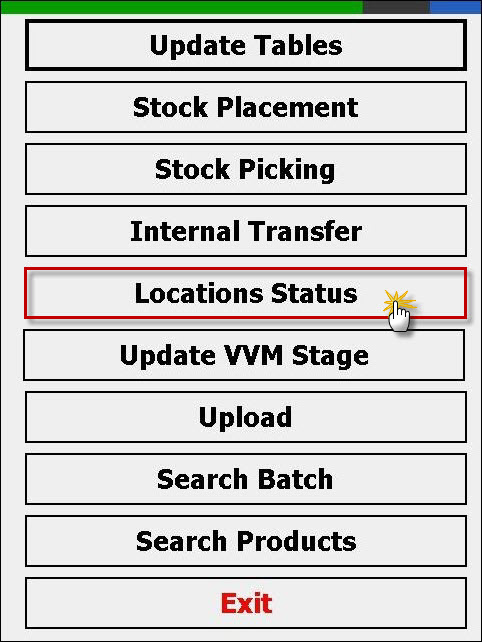 Update Tables
Stock Placement
Stock Picking
Internal Transfer
Locations Status
Update VVM Stage
Upload
Search Batch
Search Products
Exit